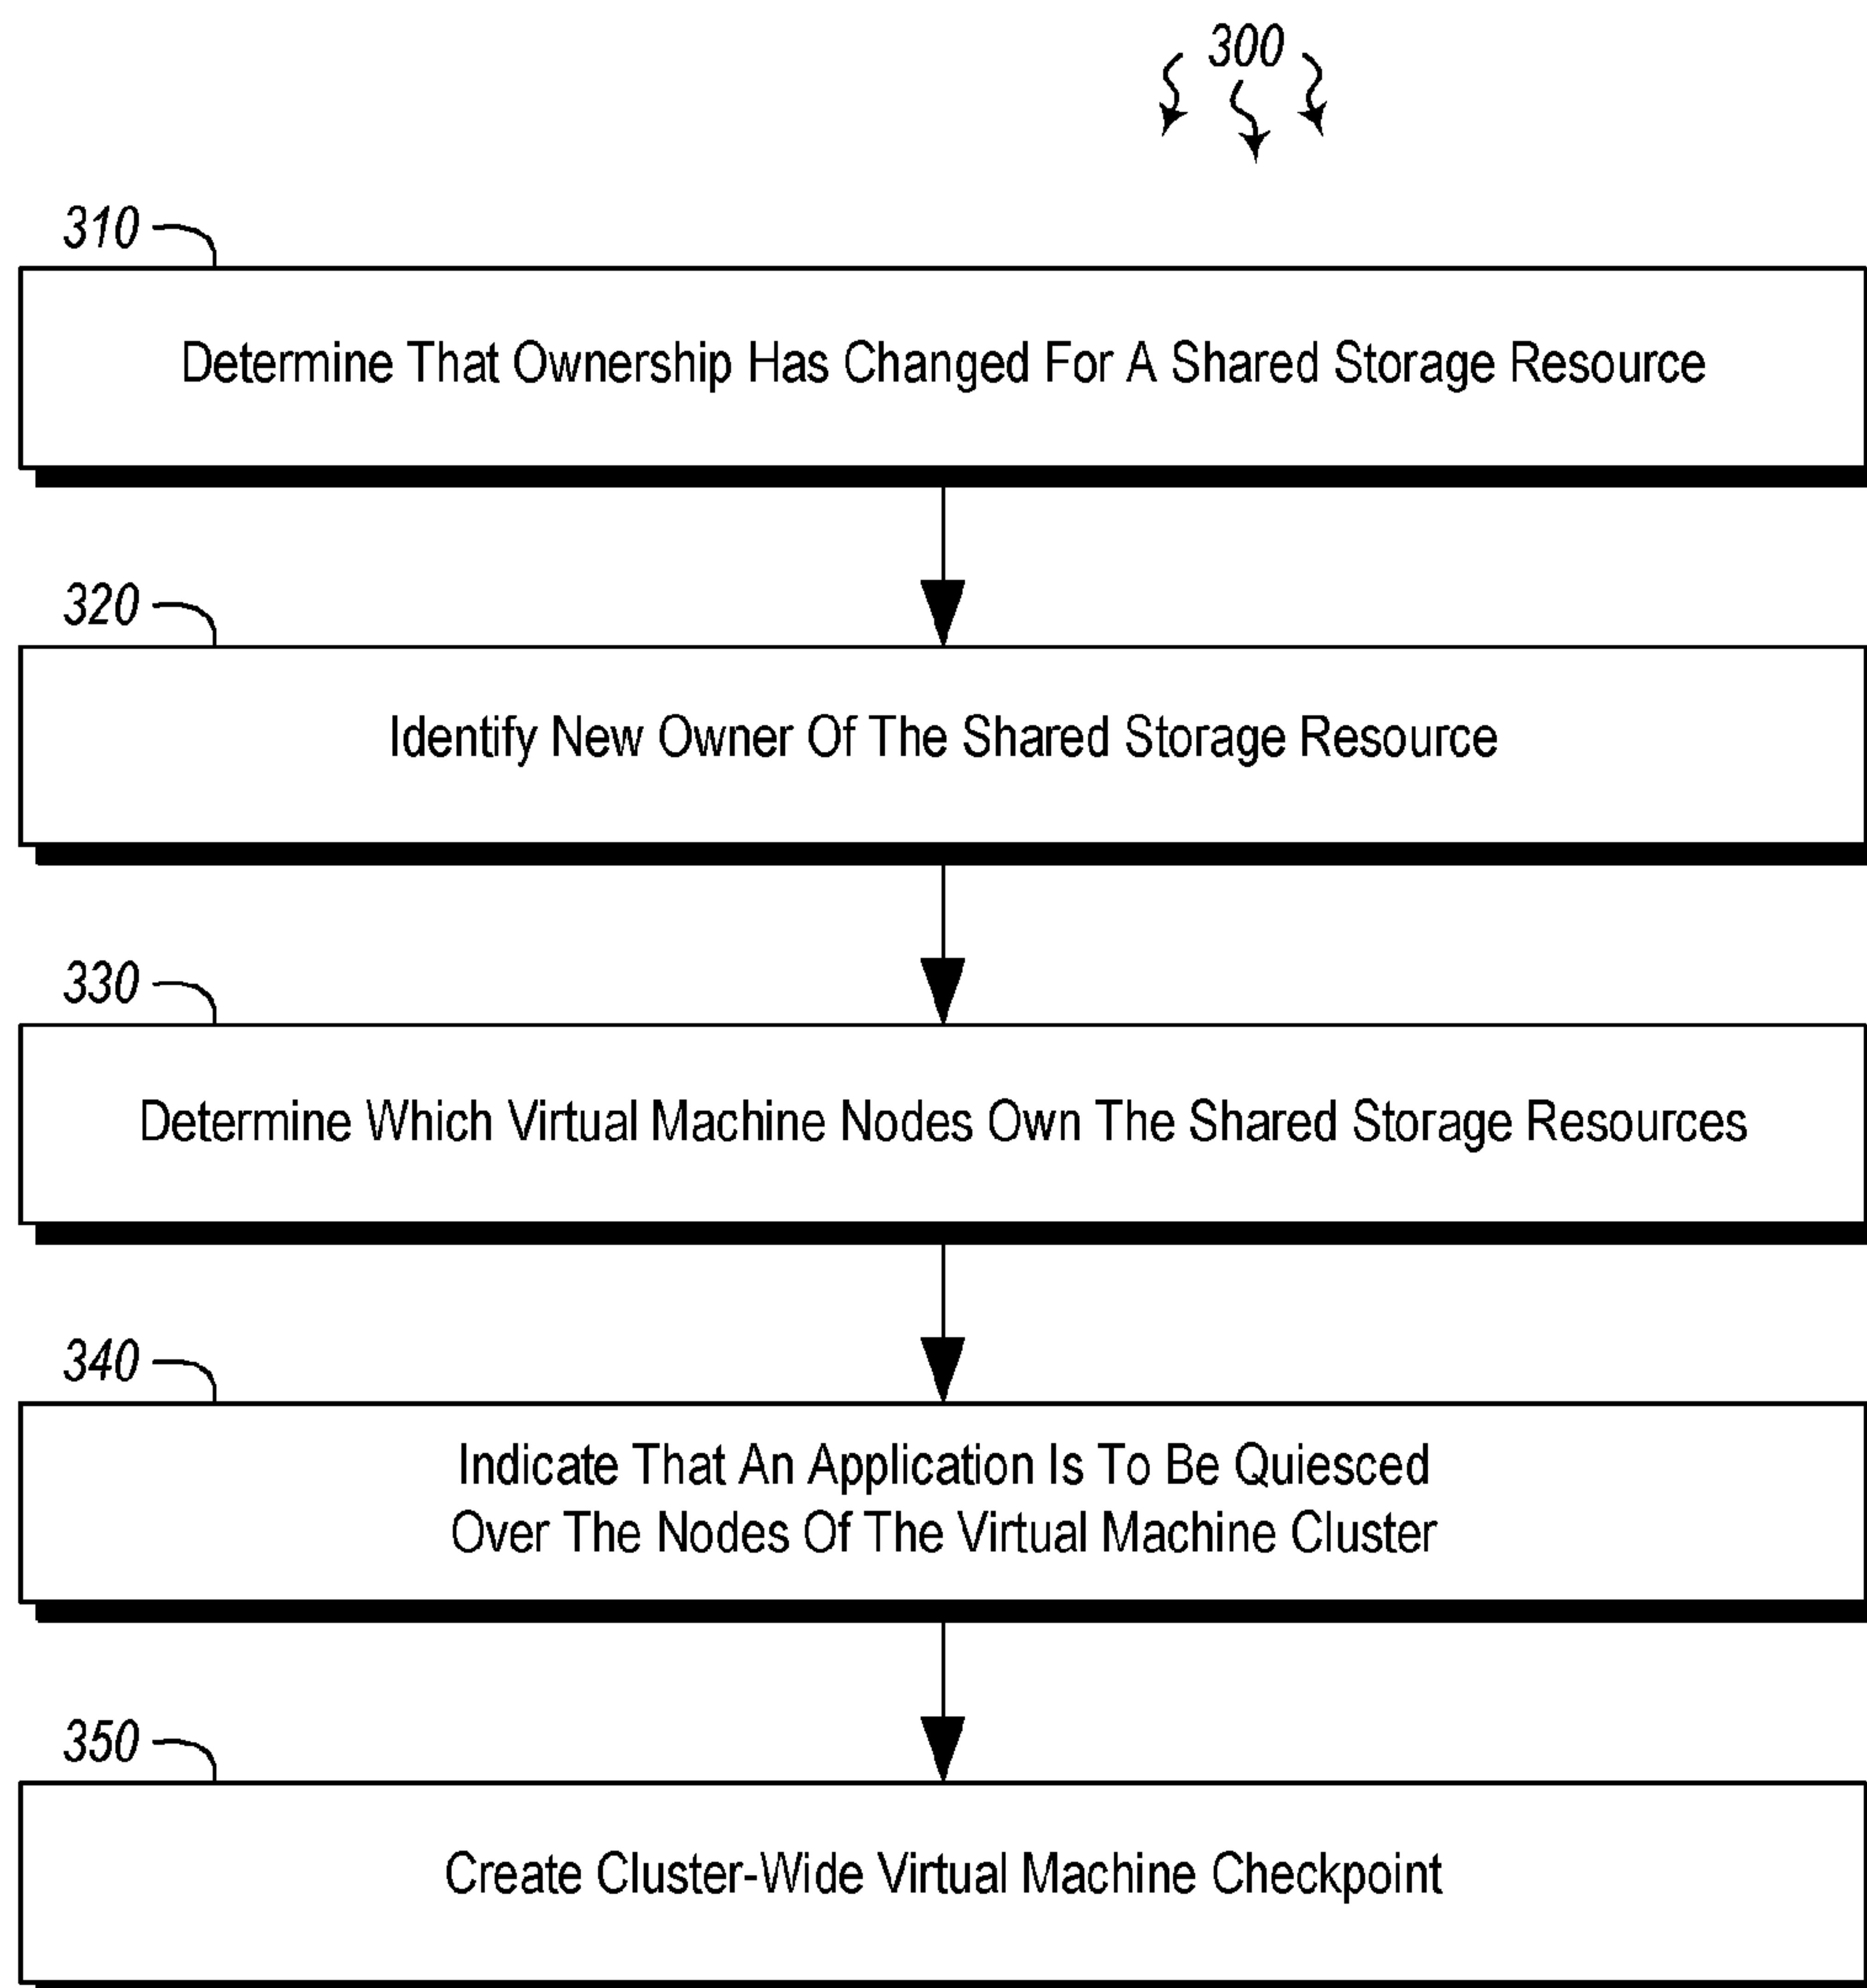 300
310
Determine That Ownership Has Changed For A Shared Storage Resource
320
Identify New Owner Of The Shared Storage Resource
330
Determine Which Virtual Machine Nodes Own The Shared Storage Resources
340
Indicate That An Application Is To Be Quiesced
Over The Nodes Of The Virtual Machine Cluster
350
Create Cluster-Wide Virtual Machine Checkpoint